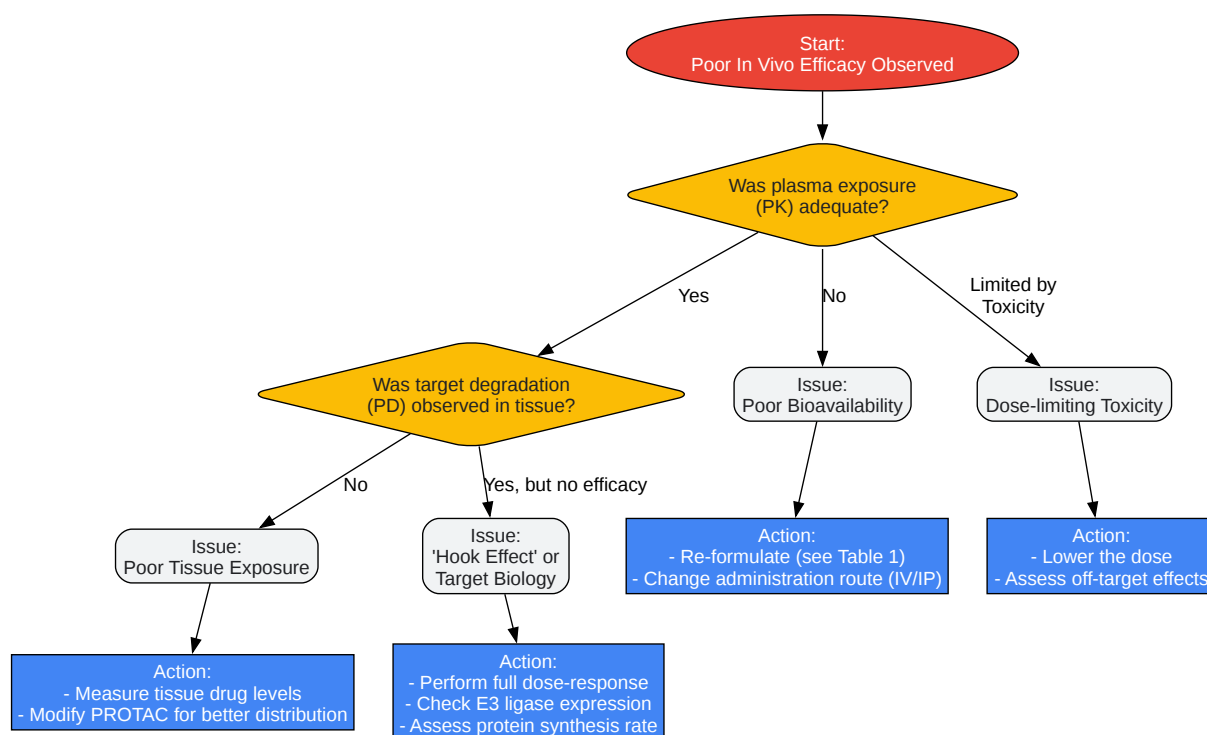 Start:
Poor In Vivo Efficacy Observed
Was plasma exposure
(PK) adequate?
Yes
No
Limited by
Toxicity
Was target degradation
(PD) observed in tissue?
Issue:
Poor Bioavailability
Issue:
Dose-limiting Toxicity
No
Yes, but no efficacy
Issue:
Poor Tissue Exposure
Issue:
'Hook Effect' or
Target Biology
Action:
- Re-formulate (see Table 1)
- Change administration route (IV/IP)
Action:
- Lower the dose
- Assess off-target effects
Action:
- Measure tissue drug levels
- Modify PROTAC for better distribution
Action:
- Perform full dose-response
- Check E3 ligase expression
- Assess protein synthesis rate